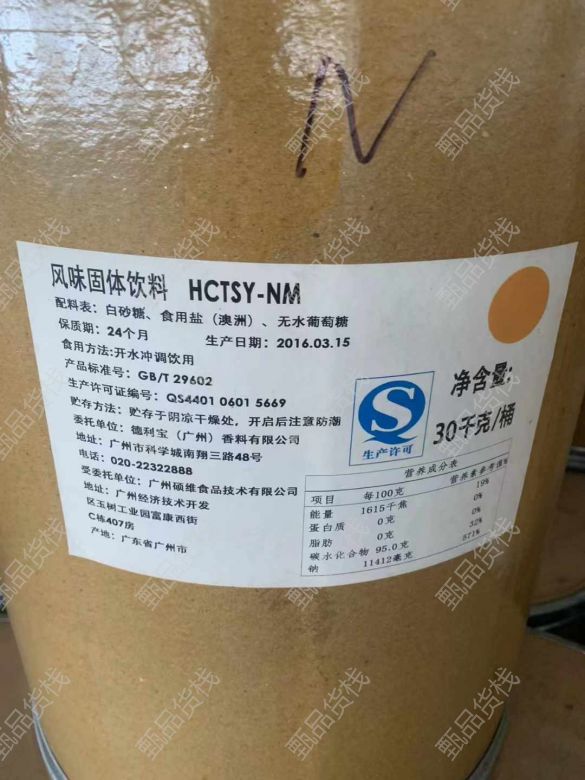 N
风味固体饮料 HCTSY-NM
配料表：白砂糖、食用盐（澳洲）、无水葡萄糖
保质期：24个月 生产日期：2016.03.15
食用方法:开水冲调饮用
产品标准号：GB/T 29602
生产许可证编号：QS4401 0601 5669
贮存方法：贮存于阴凉干燥处，开启后注意防潮
委托单位：德利宝（广州）香料有限公司
地址：广州市科学城南翔三路48号
电话：020-22322888
受委托单位：广州硕维食品技术有限公司
地址：广州经济技术开发
区玉树工业园富康西街
C栋407房
产地：广东省广州市
QS
生产许可
净含量:
30千克/桶
营养成分表
项目 每100克 营养素参考值%
能量 1615千焦 19%
蛋白质 0克 0%
脂肪 0克 0%
碳水化合物 95.0克 32%
钠 11412毫克 571%
甄品货栈